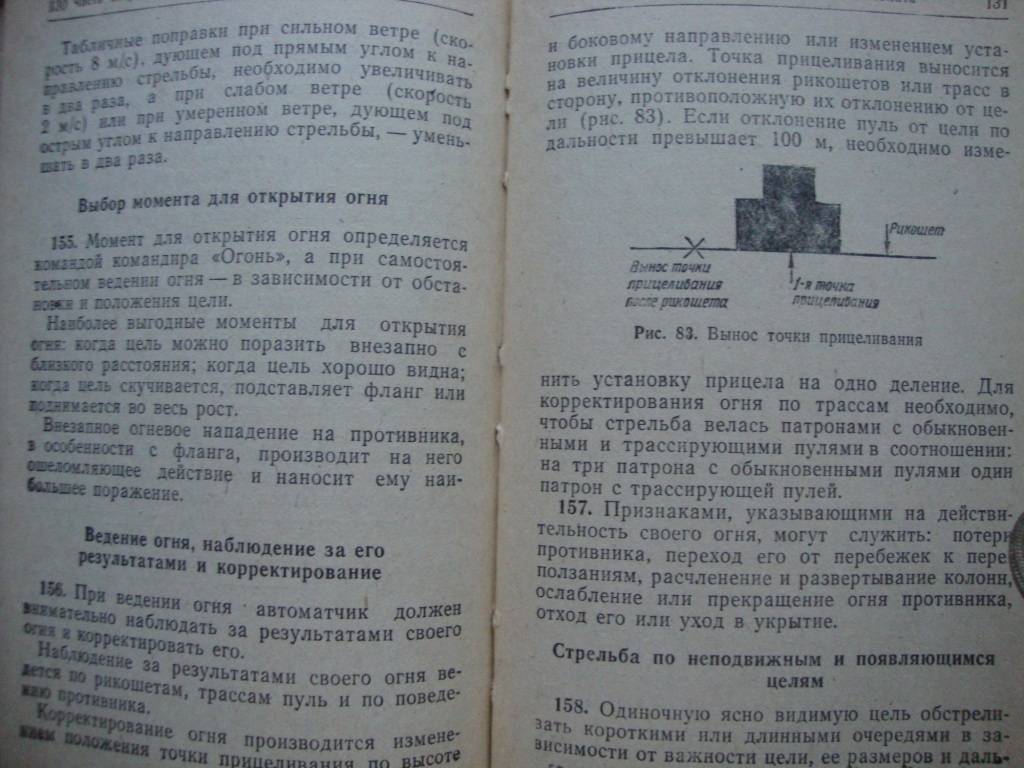 130 часть
Табличные поправки при сильном ветре (ско-
рость 8 м/с), дующем под прямым углом к на-
правлению стрельбы, необходимо увеличивать
в два раза, а при слабом ветре (скорость
2 м/с) или при умеренном ветре, дующем под
острым углом к направлению стрельбы, — умень-
шать в два раза.
Выбор момента для открытия огня
155. Момент для открытия огня определяется
командой командира «Огонь», а при самостоя-
тельном ведении огня — в зависимости от обста-
новки и положения цели.
Наиболее выгодные моменты для открытия
огня: когда цель можно поразить внезапно с
близкого расстояния; когда цель хорошо видна;
когда цель скучивается, подставляет фланг или
поднимается во весь рост.
Внезапное огневое нападение на противника,
в особенности с фланга, производит на него
ошеломляющее действие и наносит ему наи-
большее поражение.
Ведение огня, наблюдение за его
результатами и корректирование
156. При ведении огня автоматчик должен
внимательно наблюдать за результатами своего
огня и корректировать его.
Наблюдение за результатами своего огня ве-
дется по рикошетам, трассам пуль и по поведе-
нию противника.
Корректирование огня производится измене-
нием положения точки прицеливания по высоте
131
и боковому направлению или изменением уста-
новки прицела. Точка прицеливания выносится
на величину отклонения рикошетов или трасс в
сторону, противоположную их отклонению от це-
ли (рис. 83). Если отклонение пуль от цели по
дальности превышает 100 м, необходимо изме-
Рикошет
Вынос точки
прицеливания
после рикошета
1-я точка
прицеливания
Рис. 83. Вынос точки прицеливания
нить установку прицела на одно деление. Для
корректирования огня по трассам необходимо,
чтобы стрельба велась патронами с обыкновен-
ными и трассирующими пулями в соотношении:
на три патрона с обыкновенными пулями один
патрон с трассирующей пулей.
157. Признаками, указывающими на действи-
тельность своего огня, могут служить: потери
противника, переход его от перебежек к пере-
ползаниям, расчленение и развертывание колонн,
ослабление или прекращение огня противника,
отход его или уход в укрытие.
Стрельба по неподвижным и появляющимся
целям
158. Одиночную ясно видимую цель обстрели-
вать короткими или длинными очередями в за-
висимости от важности цели, ее размеров и даль-